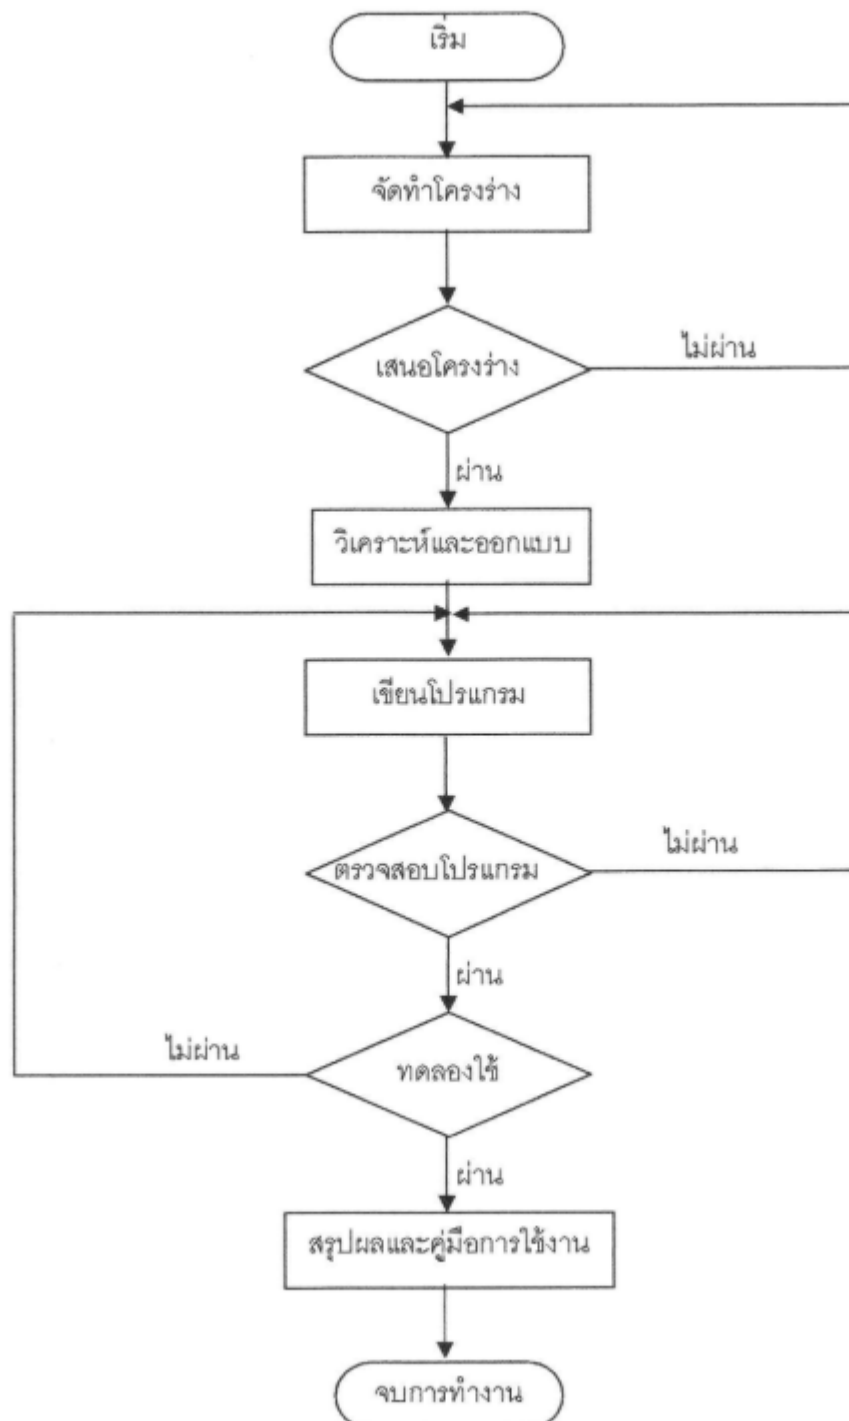 เริ่ม
จัดทำโครงร่าง
เสนอโครงร่าง
ไม่ผ่าน
ผ่าน
วิเคราะห์และออกแบบ
เขียนโปรแกรม
ตรวจสอบโปรแกรม
ไม่ผ่าน
ผ่าน
ไม่ผ่าน
ทดลองใช้
ผ่าน
สรุปผลและคู่มือการใช้งาน
จบการทำงาน